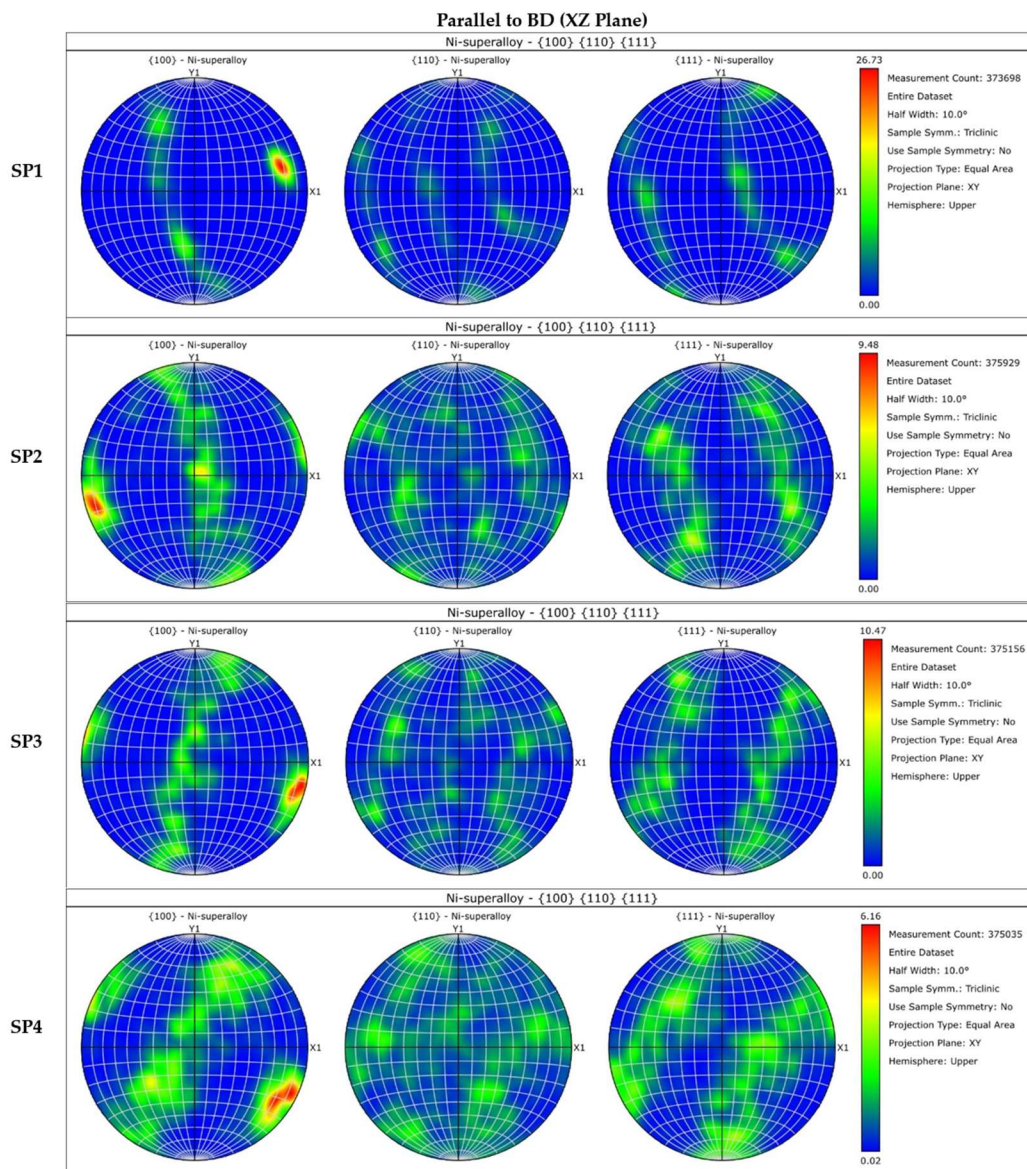 Parallel to BD (XZ Plane)
Ni-superalloy - {100} {110} {111}
SP1
{100} - Ni-superalloy
Y1
X1
{110} - Ni-superalloy
Y1
X1
{111} - Ni-superalloy
Y1
X1
26.73
0.00
Measurement Count: 373698
Entire Dataset
Half Width: 10.0°
Sample Symm.: Triclinic
Use Sample Symmetry: No
Projection Type: Equal Area
Projection Plane: XY
Hemisphere: Upper
Ni-superalloy - {100} {110} {111}
SP2
{100} - Ni-superalloy
Y1
X1
{110} - Ni-superalloy
Y1
X1
{111} - Ni-superalloy
Y1
X1
9.48
0.00
Measurement Count: 375929
Entire Dataset
Half Width: 10.0°
Sample Symm.: Triclinic
Use Sample Symmetry: No
Projection Type: Equal Area
Projection Plane: XY
Hemisphere: Upper
Ni-superalloy - {100} {110} {111}
SP3
{100} - Ni-superalloy
Y1
X1
{110} - Ni-superalloy
Y1
X1
{111} - Ni-superalloy
Y1
X1
10.47
0.00
Measurement Count: 375156
Entire Dataset
Half Width: 10.0°
Sample Symm.: Triclinic
Use Sample Symmetry: No
Projection Type: Equal Area
Projection Plane: XY
Hemisphere: Upper
Ni-superalloy - {100} {110} {111}
SP4
{100} - Ni-superalloy
Y1
X1
{110} - Ni-superalloy
Y1
X1
{111} - Ni-superalloy
Y1
X1
6.16
0.02
Measurement Count: 375035
Entire Dataset
Half Width: 10.0°
Sample Symm.: Triclinic
Use Sample Symmetry: No
Projection Type: Equal Area
Projection Plane: XY
Hemisphere: Upper